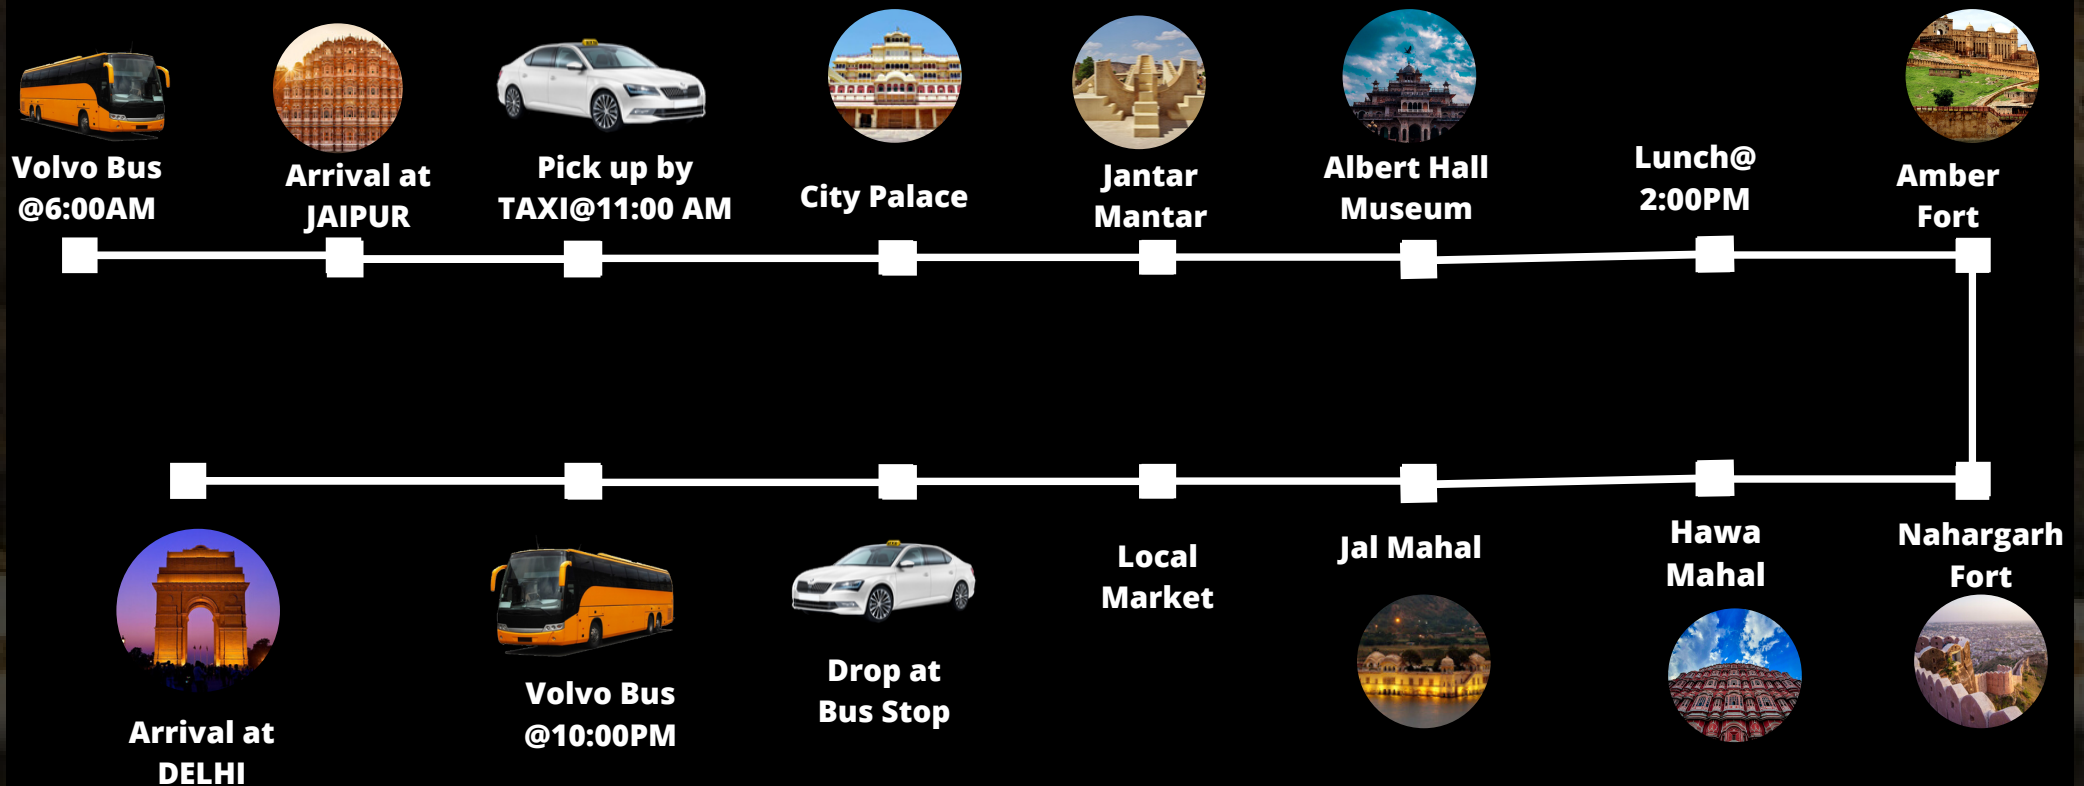 Volvo Bus
@6:00AM
Arrival at
JAIPUR
Pick up by
TAXI@11:00 AM
City Palace
Jantar
Mantar
Albert Hall
Museum
Lunch@
2:00PM
Amber
Fort
Nahargarh
Fort
Hawa
Mahal
Jal Mahal
Local
Market
Drop at
Bus Stop
Volvo Bus
@10:00PM
Arrival at
DELHI